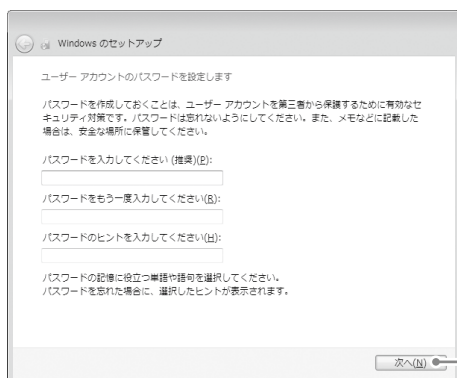 Windows のセットアップ
ユーザー アカウントのパスワードを設定します
パスワードを作成しておくことは、ユーザー アカウントを第三者から保護するために有効なセ
キュリティ対策です。パスワードは忘れないようにしてください。また、メモなどに記載した
場合は、安全な場所に保管してください。
パスワードを入力してください (推奨)(P):
パスワードをもう一度入力してください(R):
パスワードのヒントを入力してください(H):
パスワードの記憶に役立つ単語や語句を選択してください。
パスワードを忘れた場合に、選択したヒントが表示されます。
次へ(N)